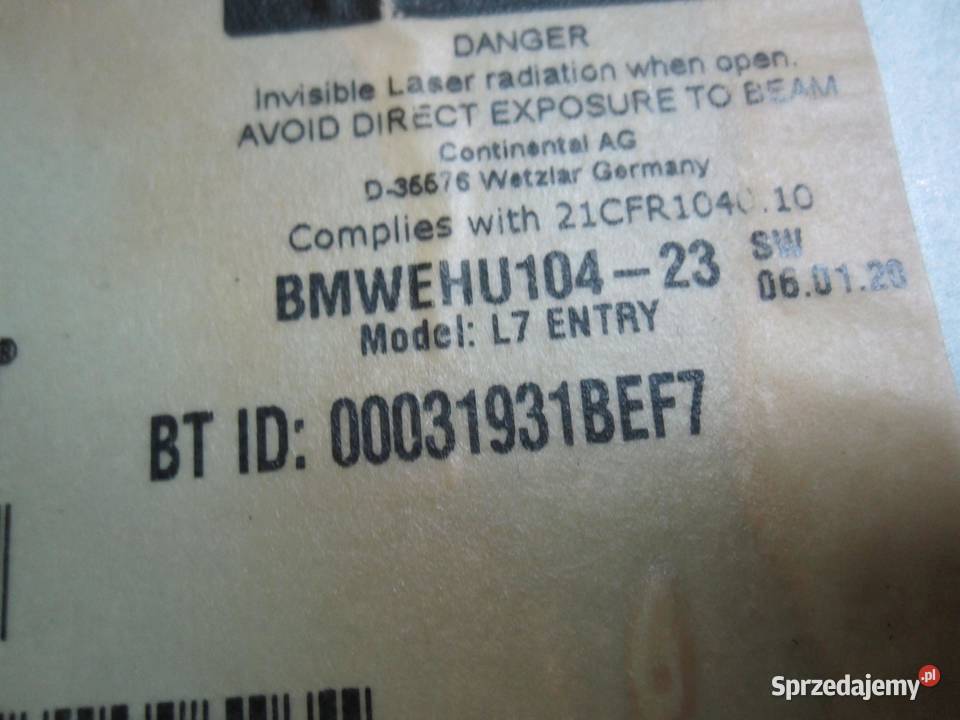 DANGER
Invisible Laser radiation when open.
AVOID DIRECT EXPOSURE TO BEAM
Continental AG
D-35576 Wetzlar Germany
Complies with 21CFR1040.10
BMWEHU104-23 SW
Model: L7 ENTRY 06.01.20
BT ID: 00031931BEF7
®
Sprzedajemy.pl